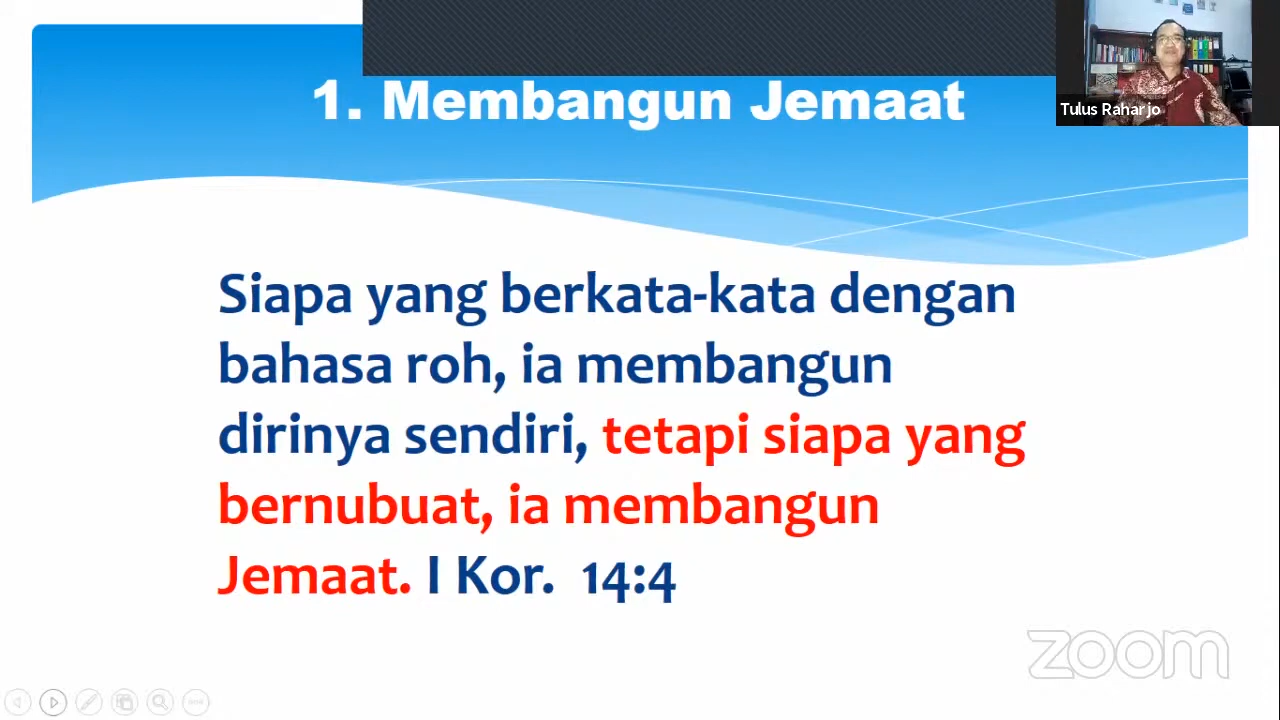 1. Membangun Jemaat
Tulus Raharjo
Siapa yang berkata-kata dengan
bahasa roh, ia membangun
dirinya sendiri, tetapi siapa yang
bernubuat, ia membangun
Jemaat. I Kor. 14:4
zoom